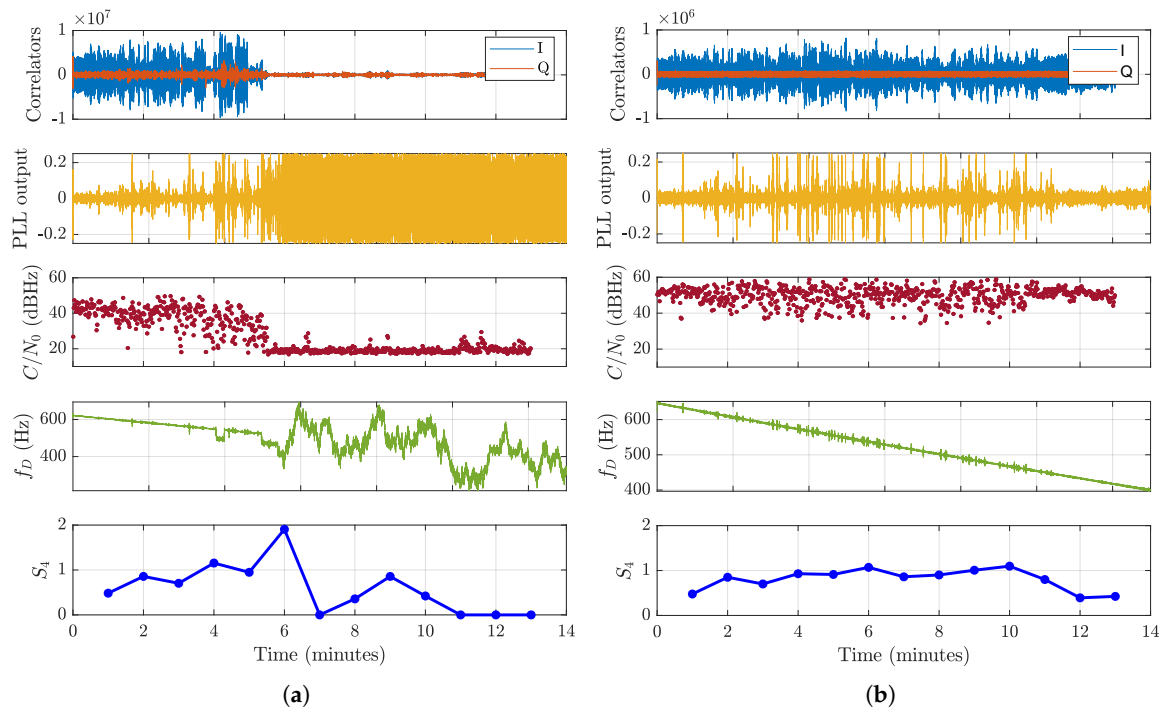 ×10⁷
1
0
-1
Correlators
I
Q
0.2
0
-0.2
PLL output
60
40
20
C/N₀ (dBHz)
600
400
f_D (Hz)
2
1
0
S₄
0 2 4 6 8 10 12 14
Time (minutes)
(a)
×10⁶
1
0
-1
Correlators
I
Q
0.2
0
-0.2
PLL output
60
40
20
C/N₀ (dBHz)
600
500
400
f_D (Hz)
2
1
0
S₄
0 2 4 6 8 10 12 14
Time (minutes)
(b)